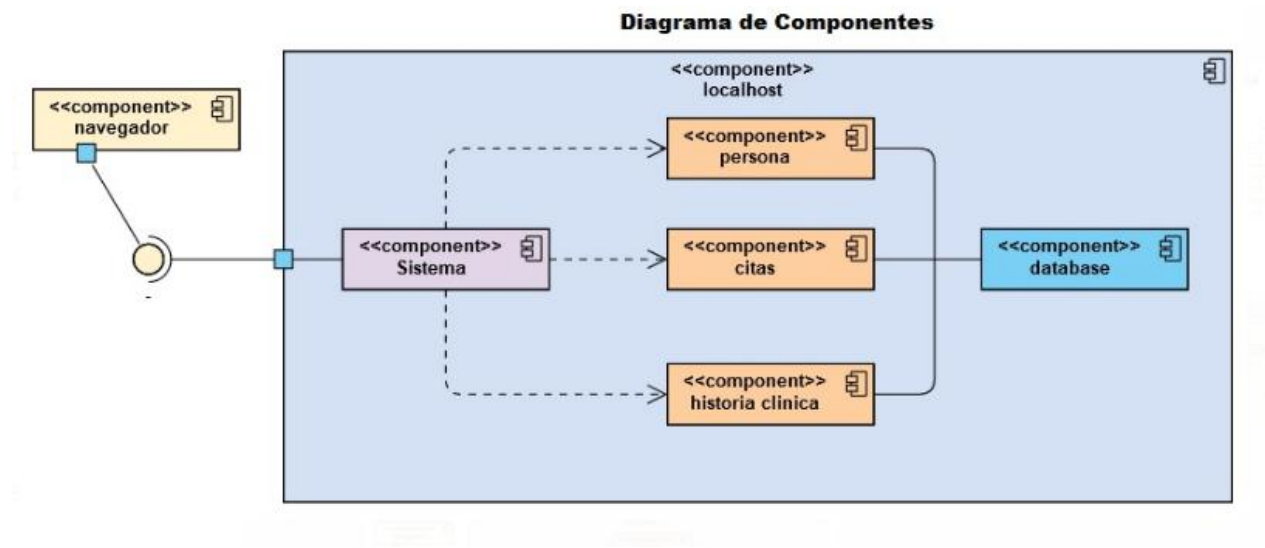 Diagrama de Componentes
<<component>>
localhost
<<component>>
navegador
<<component>>
persona
<<component>>
Sistema
<<component>>
citas
<<component>>
database
<<component>>
historia clinica
-